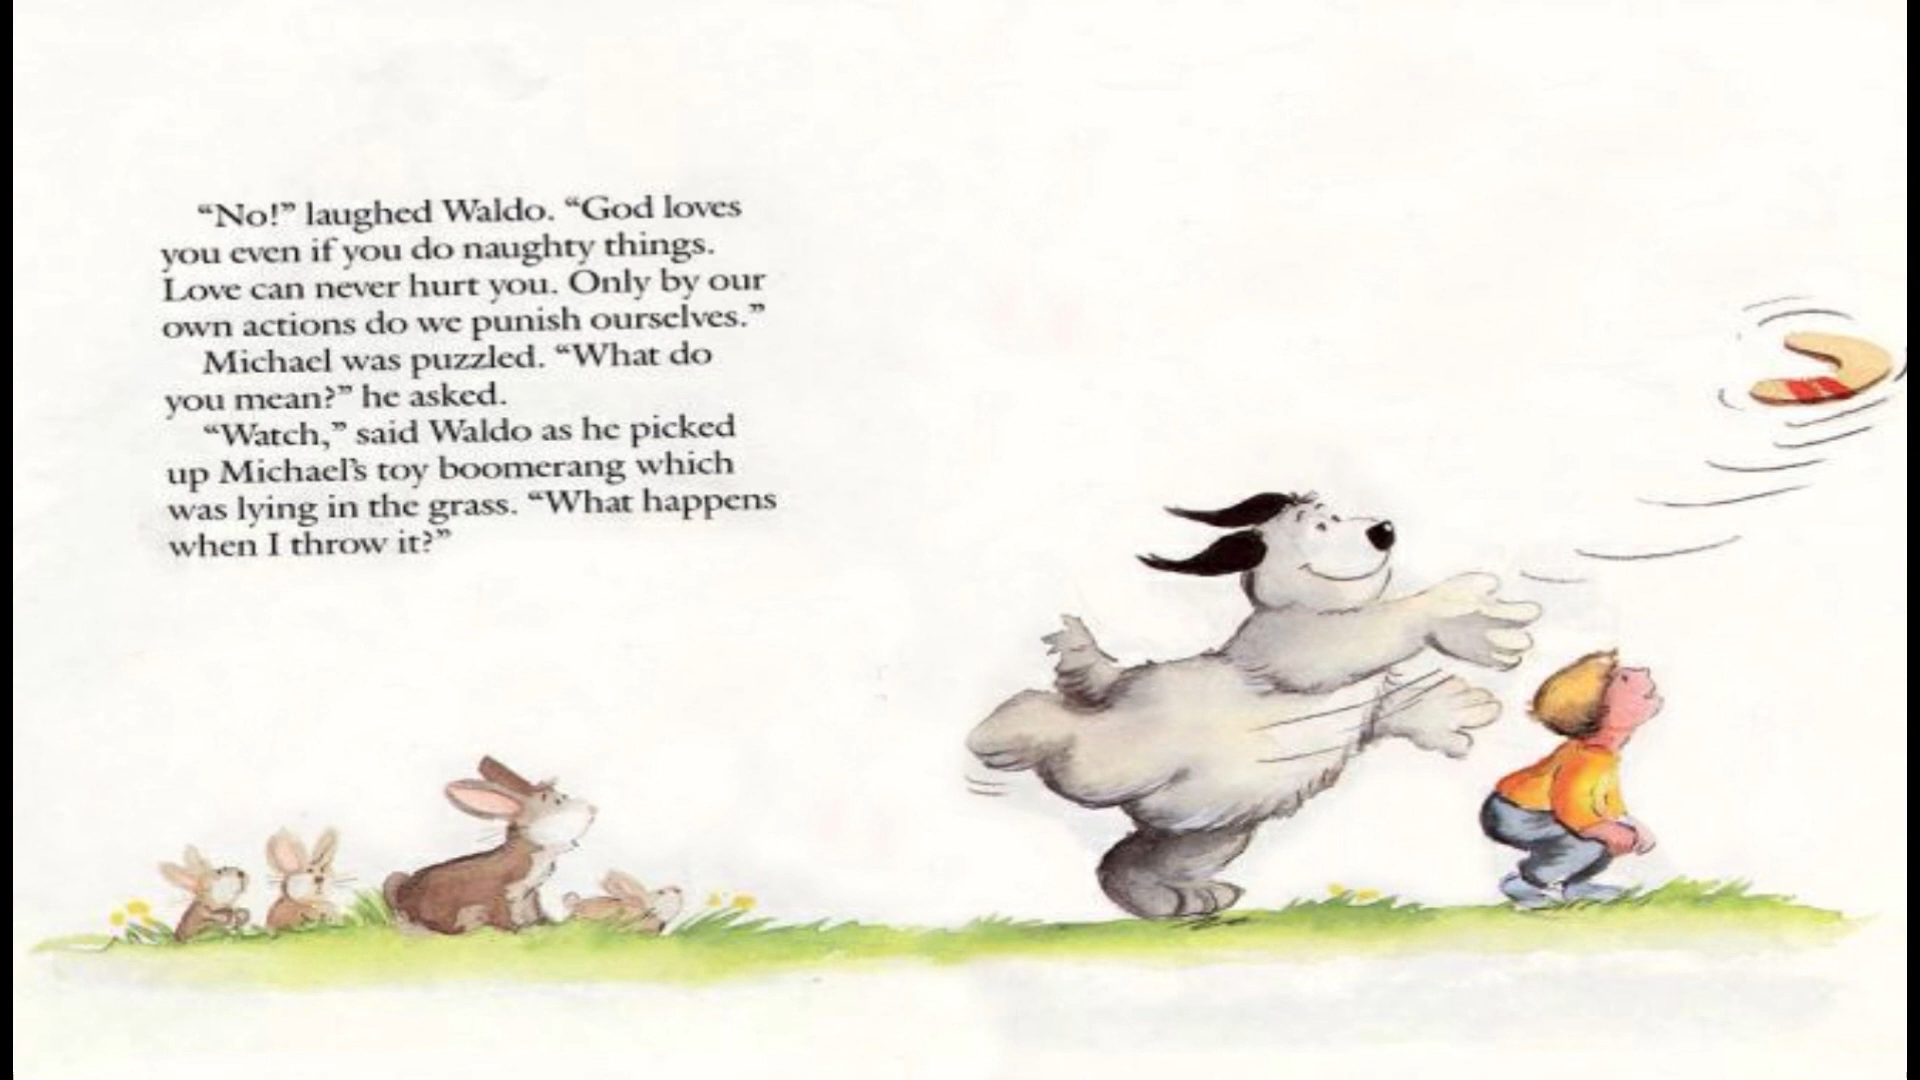 “No!” laughed Waldo. “God loves
you even if you do naughty things.
Love can never hurt you. Only by our
own actions do we punish ourselves.”
Michael was puzzled. “What do
you mean?” he asked.
“Watch,” said Waldo as he picked
up Michael’s toy boomerang which
was lying in the grass. “What happens
when I throw it?”